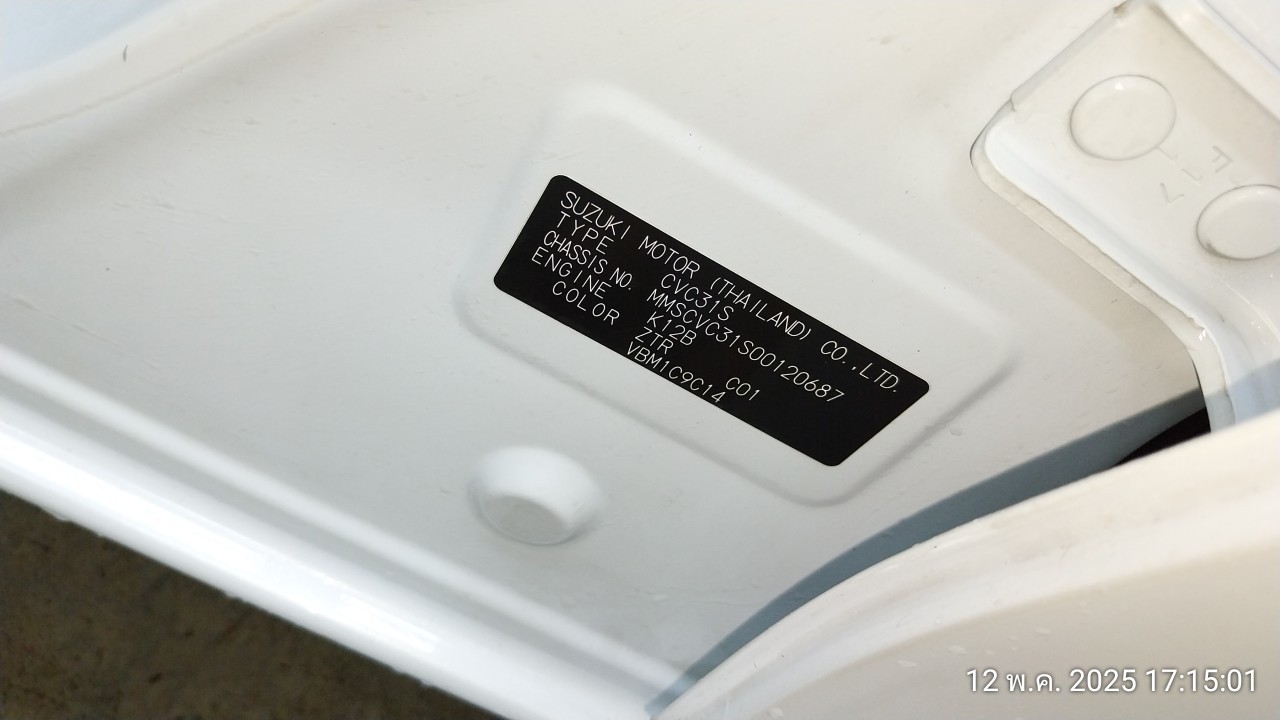 SUZUKI MOTOR (THAILAND) CO.,LTD.
TYPE CVC31S
CHASSIS NO. MMSCVC31S00120687
ENGINE K12B
COLOR ZTR C01
VBM1C9C14
12 พ.ค. 2025 17:15:01